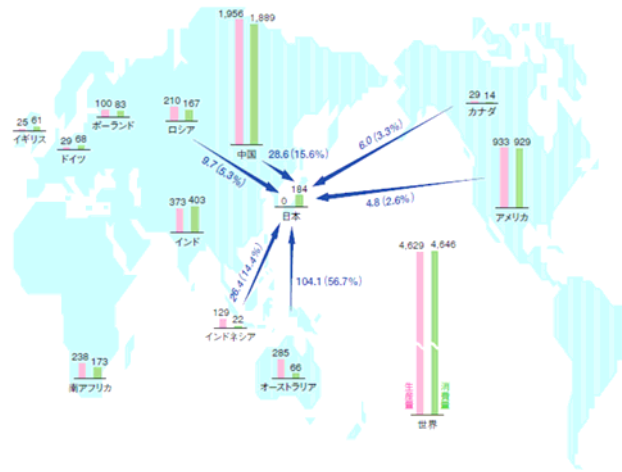 1,956 1,889
中国
25 61
イギリス
29 68
ドイツ
100 83
ポーランド
210 167
ロシア
29 14
カナダ
933 929
アメリカ
28.6 (15.6%)
9.7 (5.3%)
6.0 (3.3%)
4.8 (2.6%)
0 184
日本
373 403
インド
26.4 (14.4%)
104.1 (56.7%)
129 22
インドネシア
238 173
南アフリカ
285 66
オーストラリア
4,629 4,646
生産量
消費量
世界